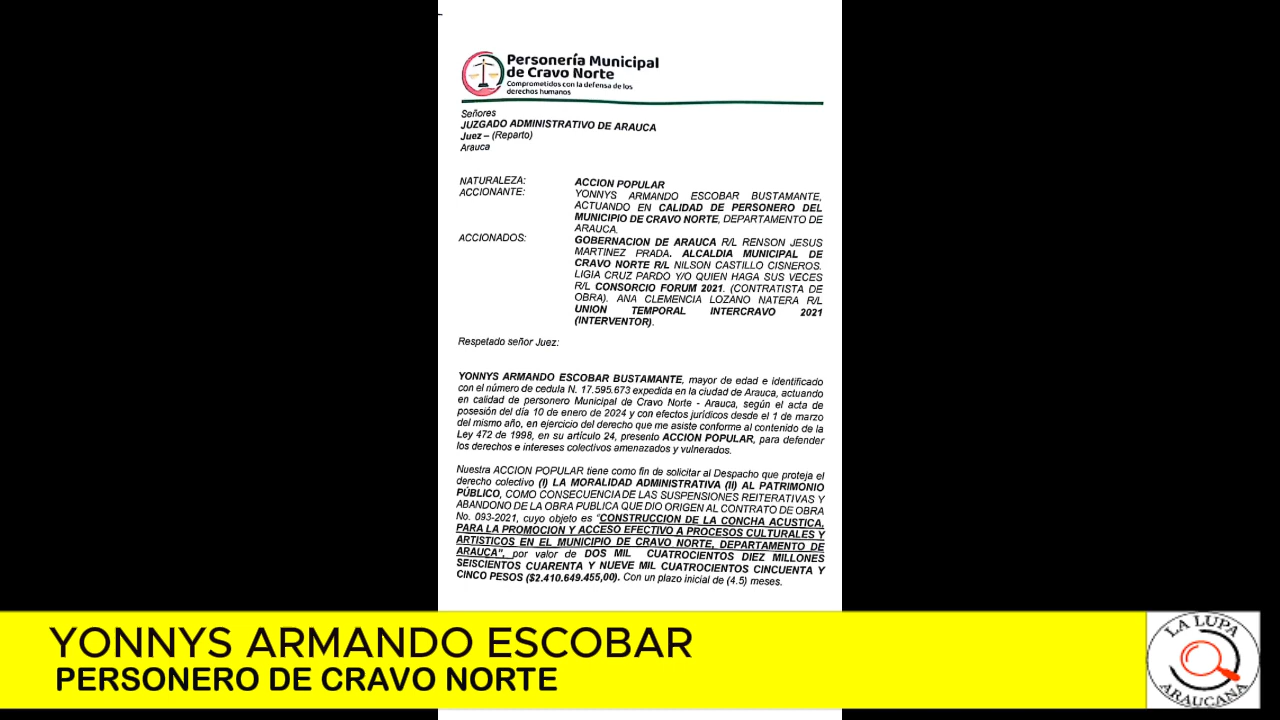 Personería Municipal
de Cravo Norte
Comprometidos con la defensa de los
derechos humanos
Señores
JUZGADO ADMINISTRATIVO DE ARAUCA
Juez – (Reparto)
Arauca
NATURALEZA: ACCION POPULAR
ACCIONANTE: YONNYS ARMANDO ESCOBAR BUSTAMANTE,
ACTUANDO EN CALIDAD DE PERSONERO DEL
MUNICIPIO DE CRAVO NORTE, DEPARTAMENTO DE
ARAUCA.
ACCIONADOS: GOBERNACION DE ARAUCA R/L RENSON JESUS
MARTINEZ PRADA. ALCALDIA MUNICIPAL DE
CRAVO NORTE R/L NILSON CASTILLO CISNEROS.
LIGIA CRUZ PARDO Y/O QUIEN HAGA SUS VECES
R/L CONSORCIO FORUM 2021. (CONTRATISTA DE
OBRA). ANA CLEMENCIA LOZANO NATERA R/L
UNION TEMPORAL INTERCRAVO 2021
(INTERVENTOR).
Respetado señor Juez:
YONNYS ARMANDO ESCOBAR BUSTAMANTE, mayor de edad e identificado
con el número de cedula N. 17.595.673 expedida en la ciudad de Arauca, actuando
en calidad de personero Municipal de Cravo Norte - Arauca, según el acta de
posesión del día 10 de enero de 2024 y con efectos jurídicos desde el 1 de marzo
del mismo año, en ejercicio del derecho que me asiste conforme al contenido de la
Ley 472 de 1998, en su artículo 24, presento ACCION POPULAR, para defender
los derechos e intereses colectivos amenazados y vulnerados.
Nuestra ACCION POPULAR tiene como fin de solicitar al Despacho que proteja el
derecho colectivo (I) LA MORALIDAD ADMINISTRATIVA (II) AL PATRIMONIO
PÚBLICO, COMO CONSECUENCIA DE LAS SUSPENSIONES REITERATIVAS Y
ABANDONO DE LA OBRA PUBLICA QUE DIO ORIGEN AL CONTRATO DE OBRA
No. 093-2021, cuyo objeto es "CONSTRUCCION DE LA CONCHA ACUSTICA,
PARA LA PROMOCION Y ACCESO EFECTIVO A PROCESOS CULTURALES Y
ARTISTICOS EN EL MUNICIPIO DE CRAVO NORTE, DEPARTAMENTO DE
ARAUCA", por valor de DOS MIL CUATROCIENTOS DIEZ MILLONES
SEISCIENTOS CUARENTA Y NUEVE MIL CUATROCIENTOS CINCUENTA Y
CINCO PESOS ($2.410.649.455,00). Con un plazo inicial de (4.5) meses.
YONNYS ARMANDO ESCOBAR
PERSONERO DE CRAVO NORTE
LA LUPA
ARAUCANA